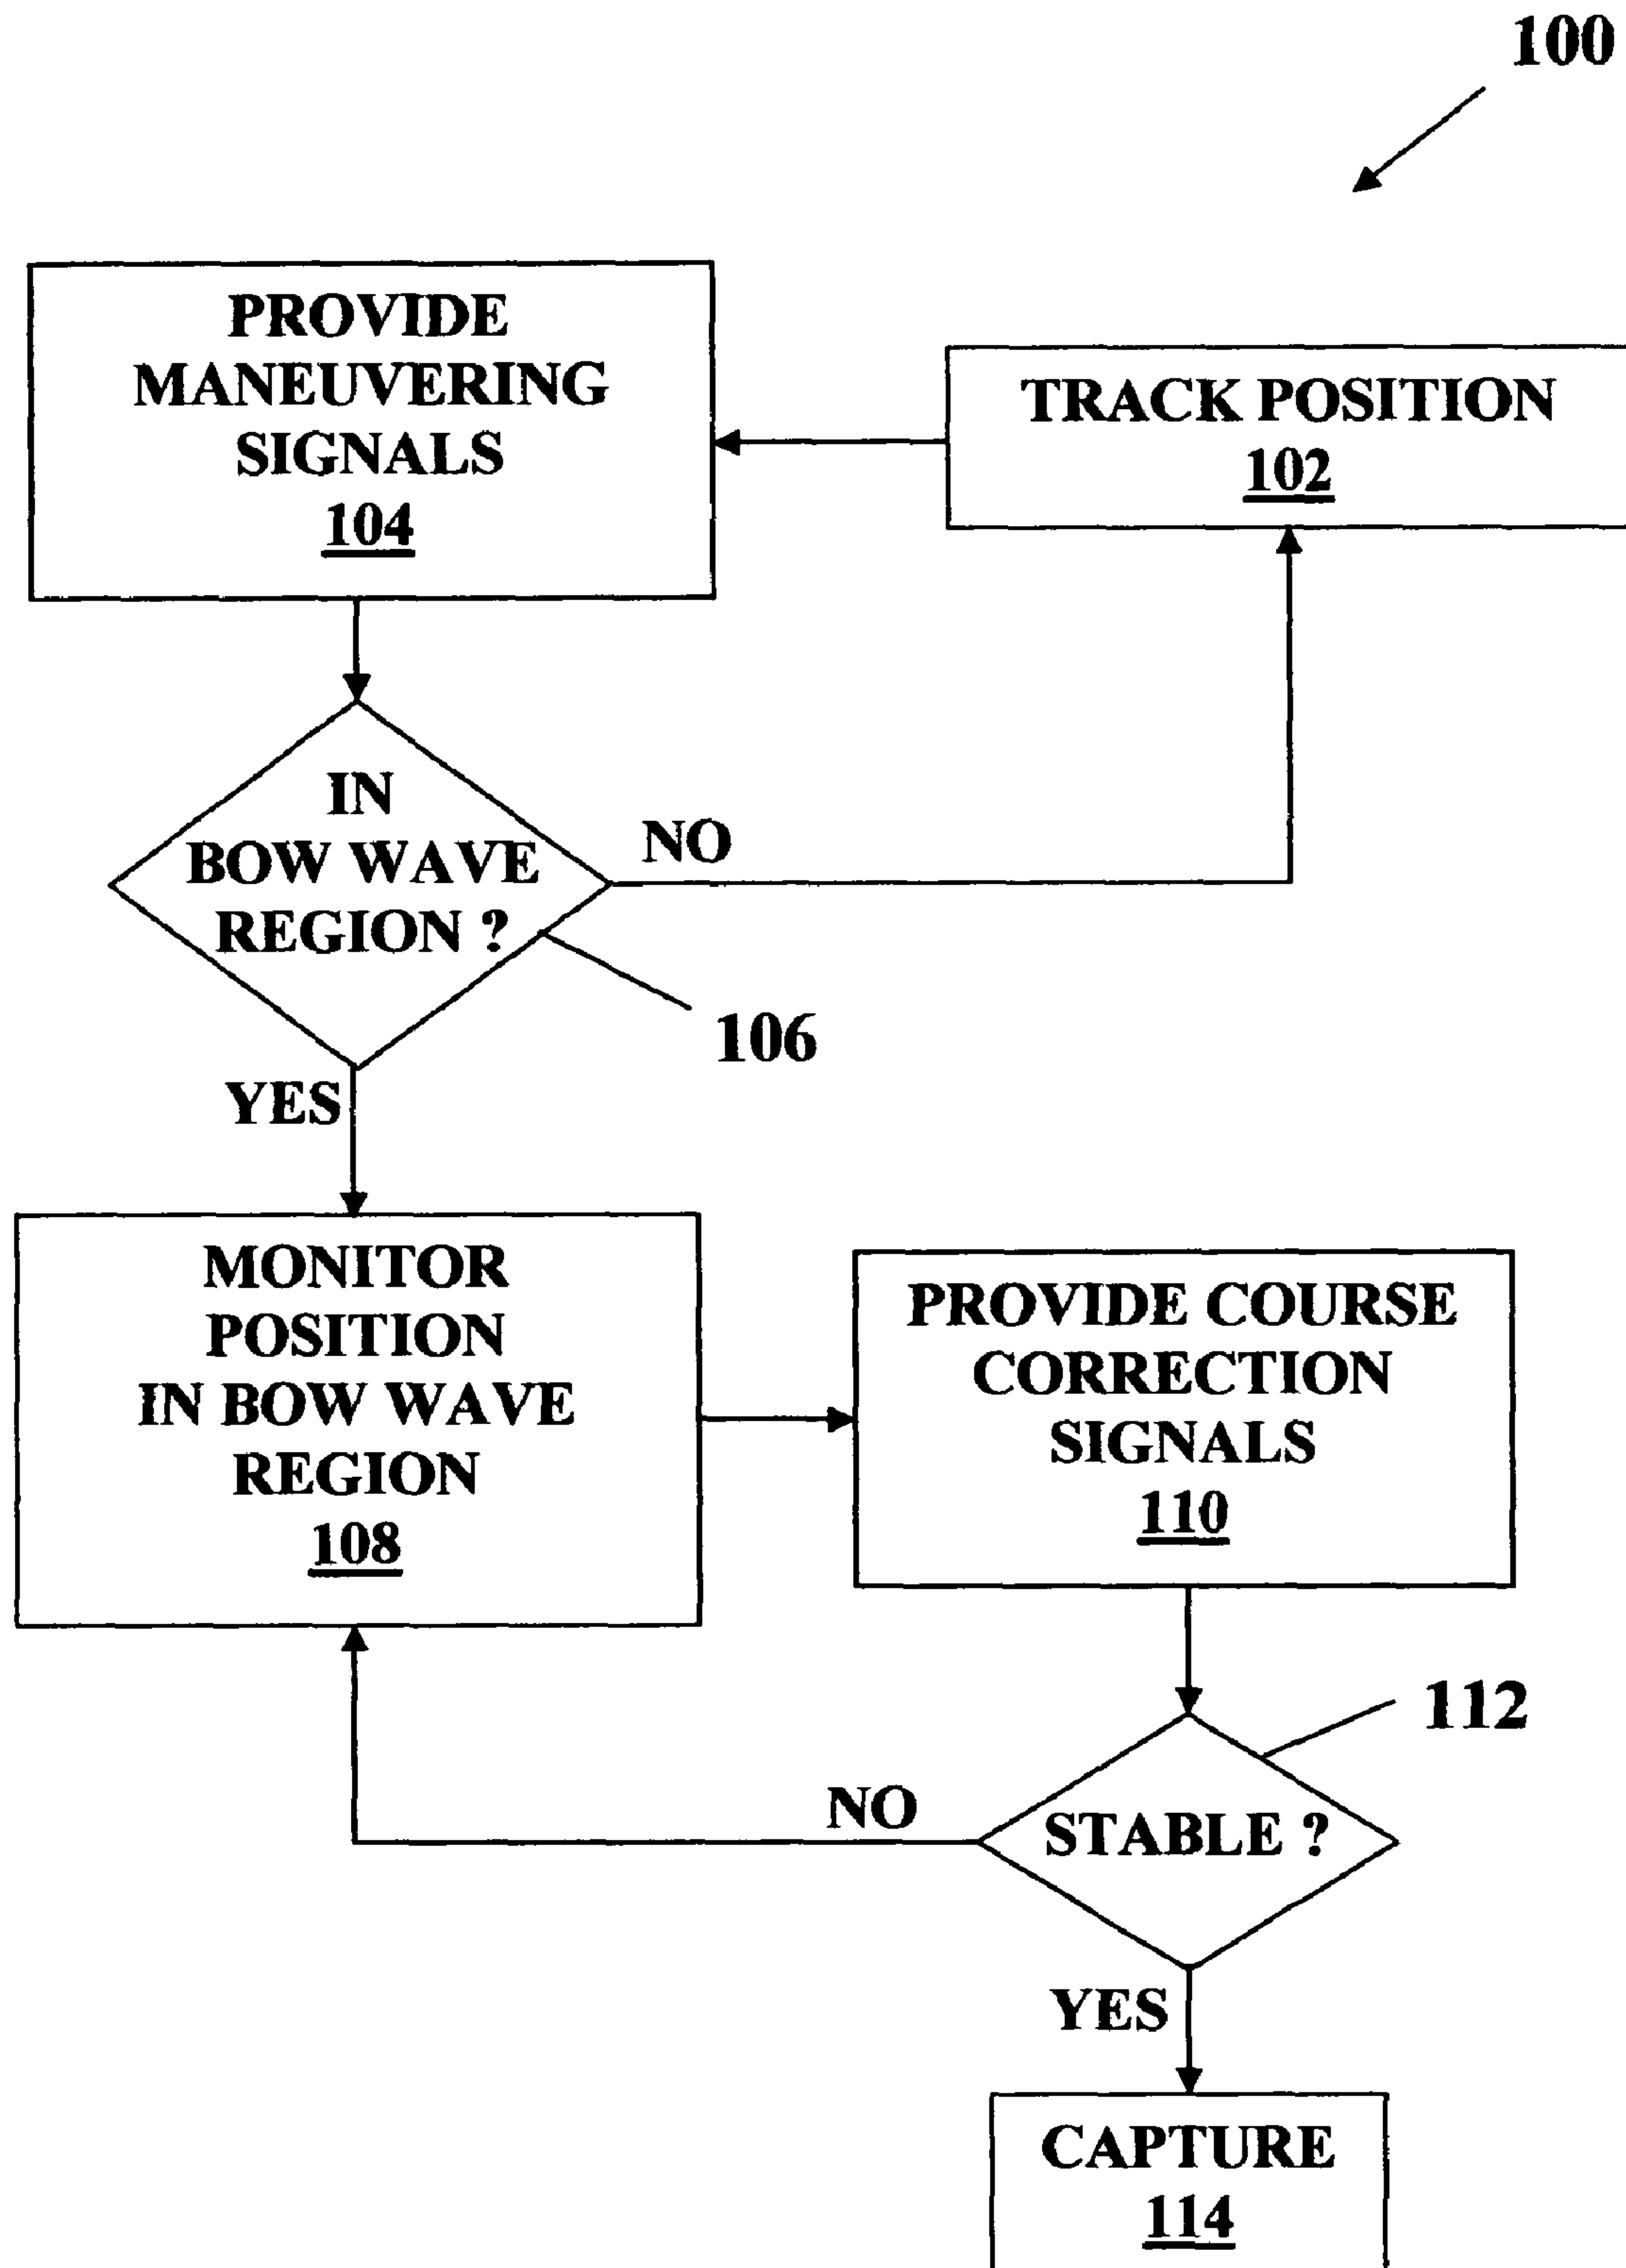 100
PROVIDE
MANEUVERING
SIGNALS
104
TRACK POSITION
102
IN
BOW WAVE
REGION ?
NO
106
YES
MONITOR
POSITION
IN BOW WAVE
REGION
108
PROVIDE COURSE
CORRECTION
SIGNALS
110
112
NO
STABLE ?
YES
CAPTURE
114